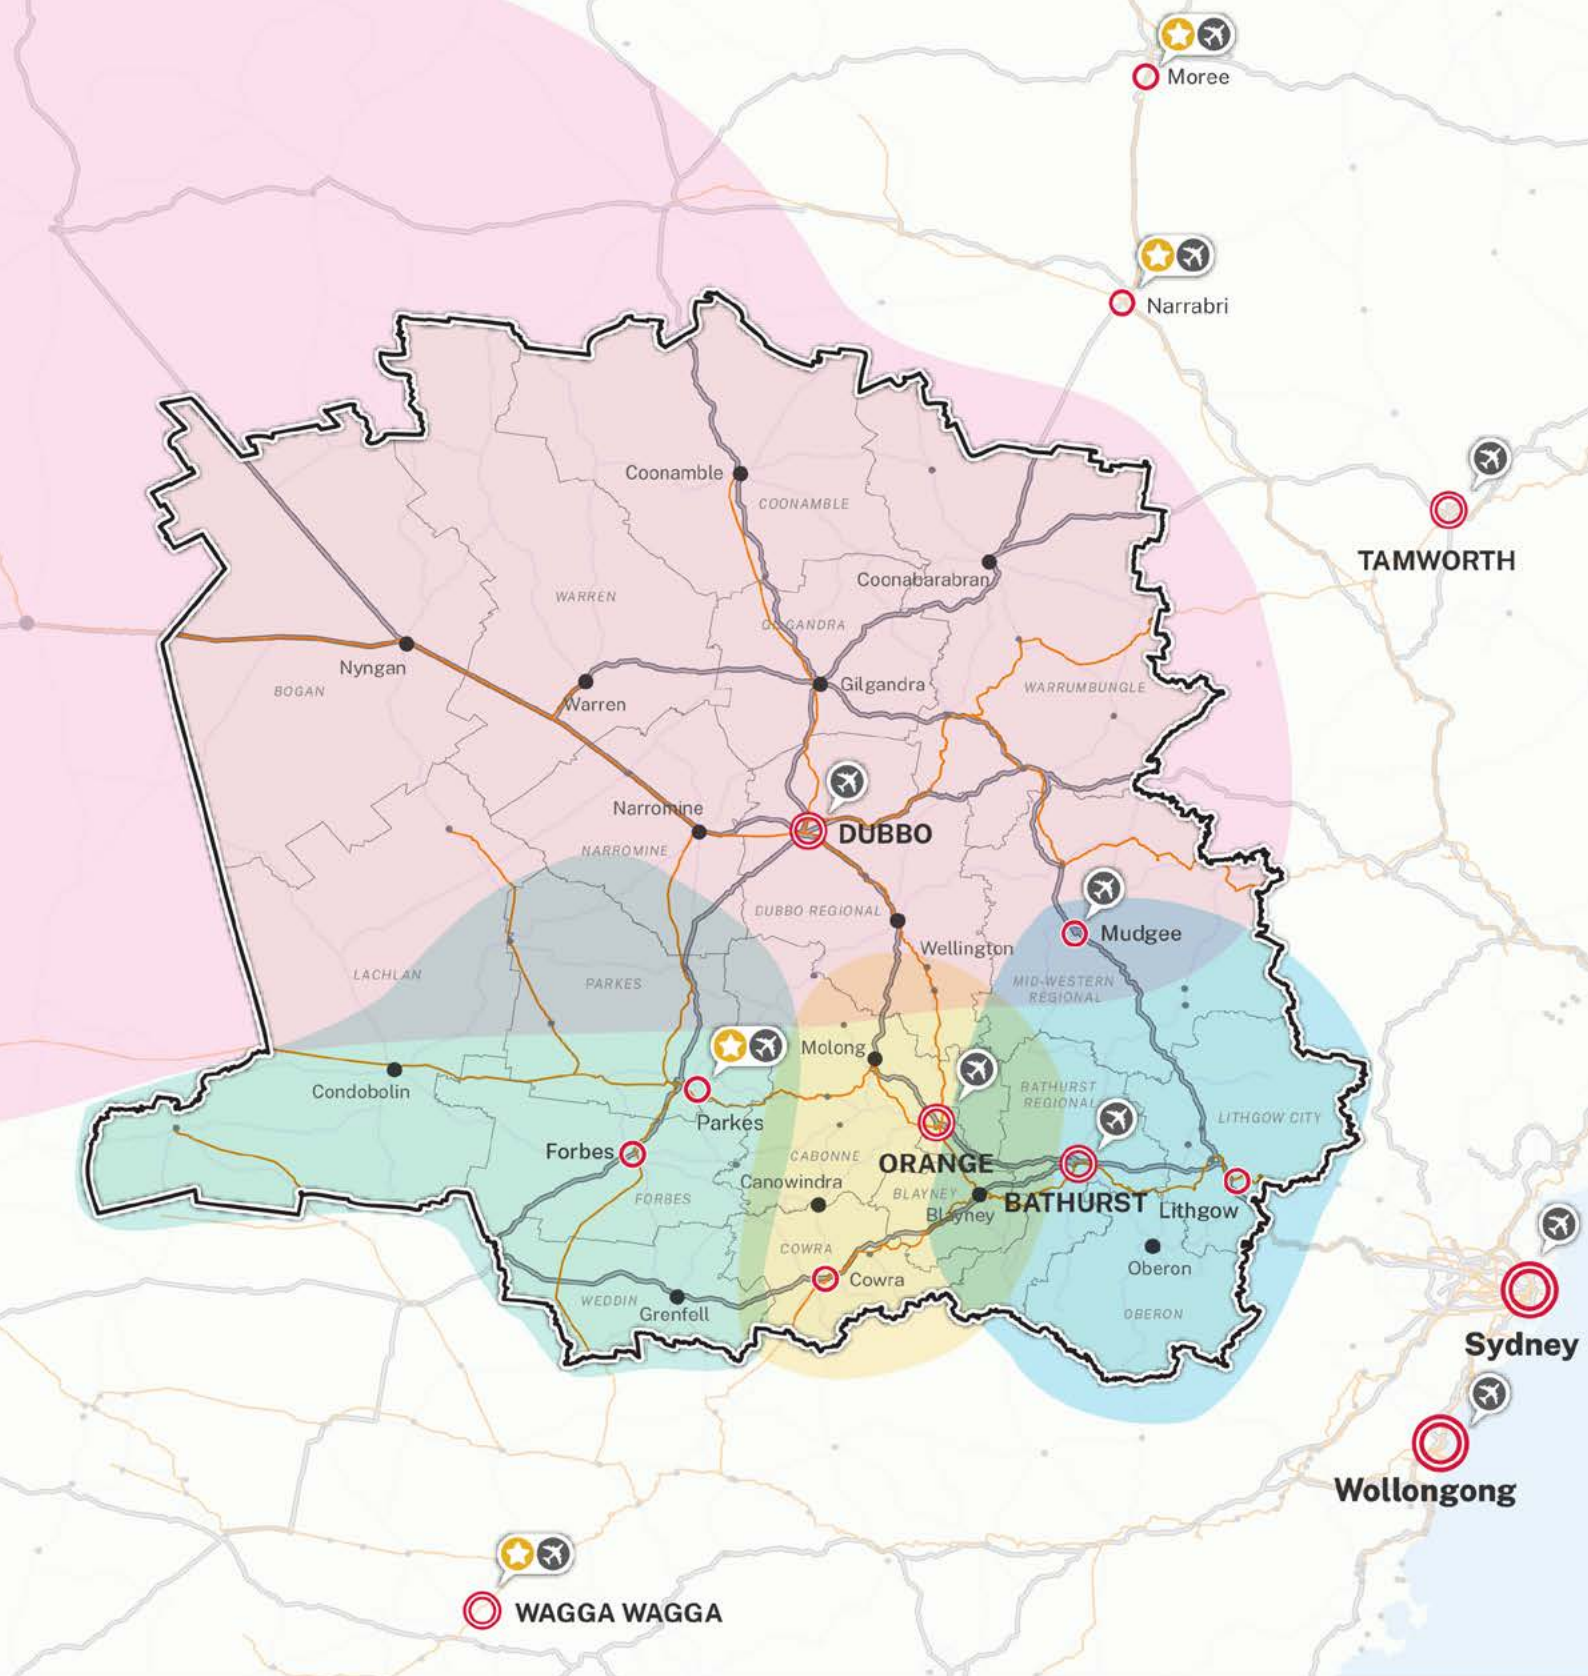 Moree
Narrabri
Coonamble
COONAMBLE
TAMWORTH
Coonabarabran
WARREN
GILGANDRA
Nyngan
BOGAN
Warren
Gilgandra
WARRUMBUNGLE
Narromine
DUBBO
NARROMINE
DUBBO REGIONAL
Mudgee
Wellington
LACHLAN
PARKES
MID-WESTERN
REGIONAL
Molong
Condobolin
BATHURST
REGIONAL
LITHGOW CITY
Parkes
Forbes
CABONNE
ORANGE
Canowindra
FORBES
BLAYNEY
Blayney
BATHURST
Lithgow
COWRA
Cowra
Oberon
WEDDIN
Grenfell
OBERON
Sydney
Wollongong
WAGGA WAGGA